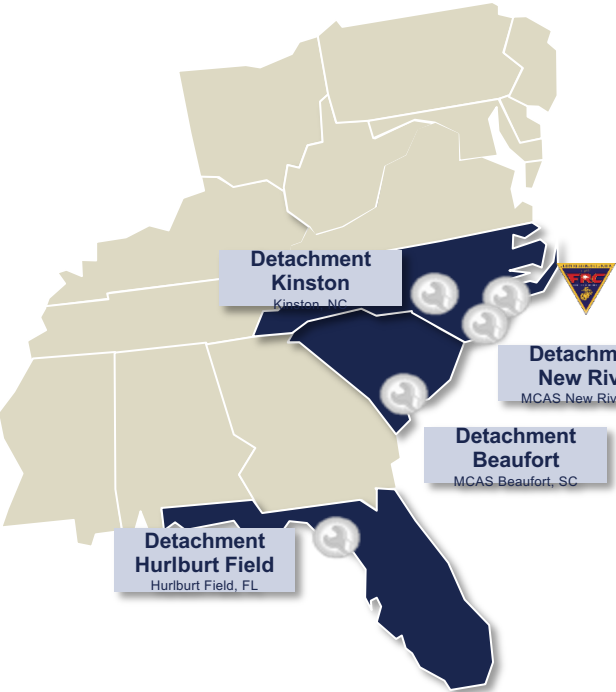 Detachment
Kinston
Kinston, NC
FRC
Detachm
New Riv
MCAS New Riv
Detachment
Beaufort
MCAS Beaufort, SC
Detachment
Hurlburt Field
Hurlburt Field, FL